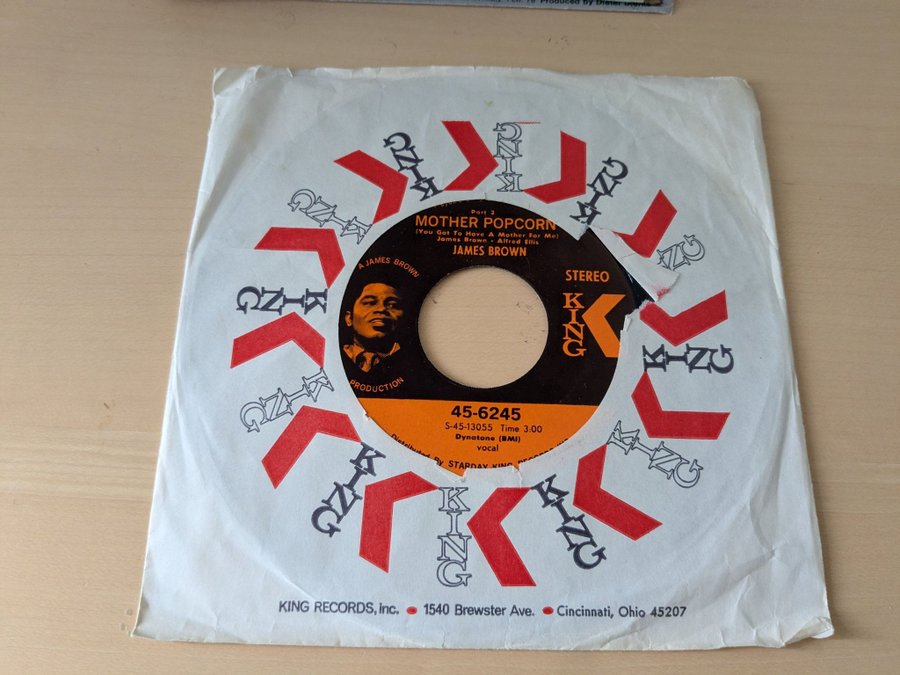 Produced by Dieter
KING
KING
KING
KING
KING
KING
KING
KING
KING
KING
KING
KING
KING
Part 2
MOTHER POPCORN
(You Got To Have A Mother For Me)
James Brown - Alfred Ellis
JAMES BROWN
A JAMES BROWN
PRODUCTION
STEREO
KING
45-6245
S-45-13055 Time 3:00
Dynatone (BMI)
vocal
Distributed By STARDAY KING
KING RECORDS, Inc. • 1540 Brewster Ave. • Cincinnati, Ohio 45207